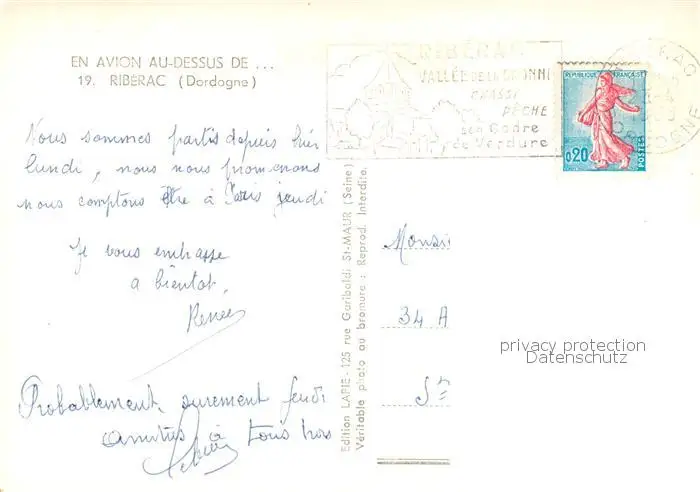 EN AVION AU-DESSUS DE ...
19. RIBÉRAC (Dordogne)
RIBÉRAC
VALLÉE DE LA DRONNE
CHASSE
PÊCHE
son Cadre
de Verdure
REPUBLIQUE FRANÇAISE
0,20
POSTES
Nous sommes partis depuis hier
lundi, nous nous promenons
nous comptons être à Paris jeudi
Je vous embrasse
a bientot,
Renée
Probablement, surement jeudi
amitiés à tous
Edition LAPIE - 125 rue Garibaldi St-MAUR (Seine)
Véritable photo au bromure : Reprod. Interdite.
Monsi
34 A
privacy protection
Datenschutz